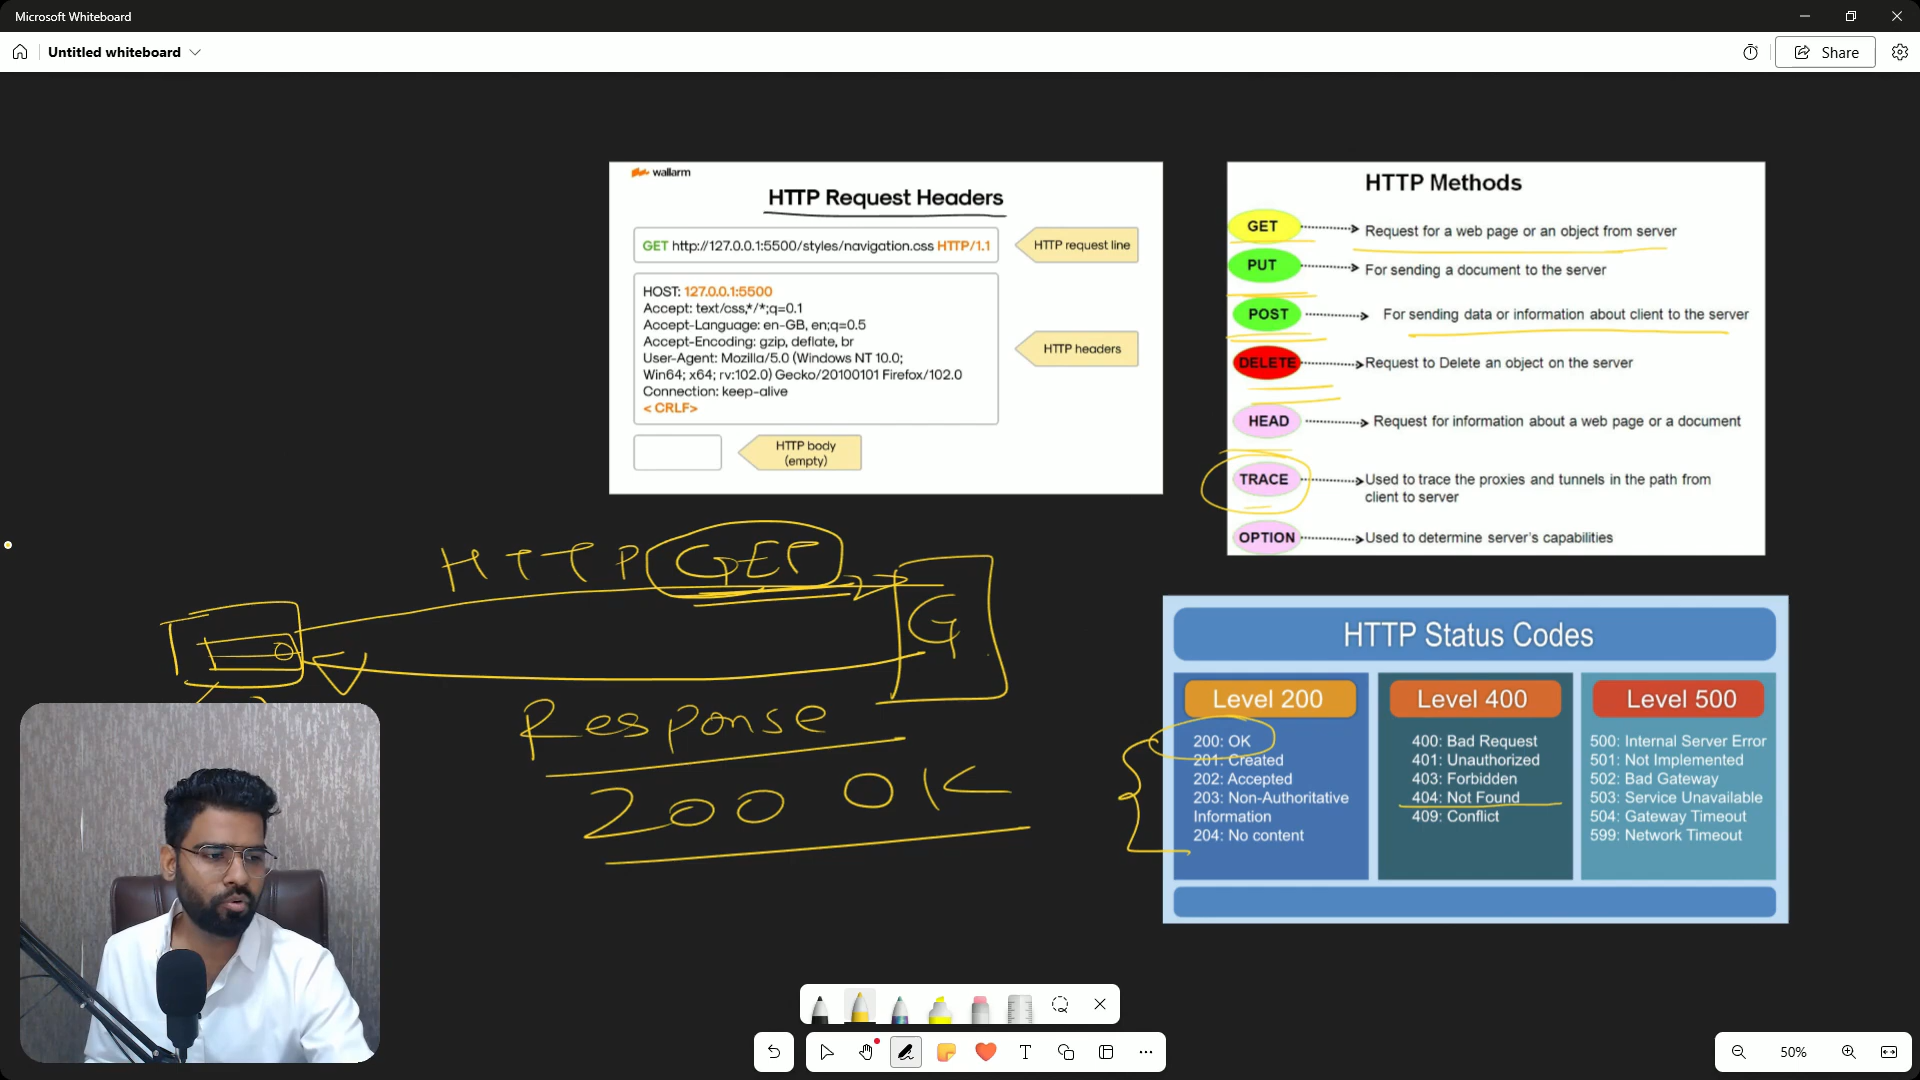 Microsoft Whiteboard
Untitled whiteboard
Share
wallarm
HTTP Request Headers
GET http://127.0.0.1:5500/styles/navigation.css HTTP/1.1
HTTP request line
HOST: 127.0.0.1:5500
Accept: text/css,*/*;q=0.1
Accept-Language: en-GB, en;q=0.5
Accept-Encoding: gzip, deflate, br
User-Agent: Mozilla/5.0 (Windows NT 10.0;
Win64; x64; rv:102.0) Gecko/20100101 Firefox/102.0
Connection: keep-alive
< CRLF>
HTTP headers
HTTP body
(empty)
HTTP Methods
GET Request for a web page or an object from server
PUT For sending a document to the server
POST For sending data or information about client to the server
DELETE Request to Delete an object on the server
HEAD Request for information about a web page or a document
TRACE Used to trace the proxies and tunnels in the path from
client to server
OPTION Used to determine server's capabilities
HTTP GET
G
Response
200 OK
HTTP Status Codes
Level 200
200: OK
201: Created
202: Accepted
203: Non-Authoritative
Information
204: No content
Level 400
400: Bad Request
401: Unauthorized
403: Forbidden
404: Not Found
409: Conflict
Level 500
500: Internal Server Error
501: Not Implemented
502: Bad Gateway
503: Service Unavailable
504: Gateway Timeout
599: Network Timeout
50%